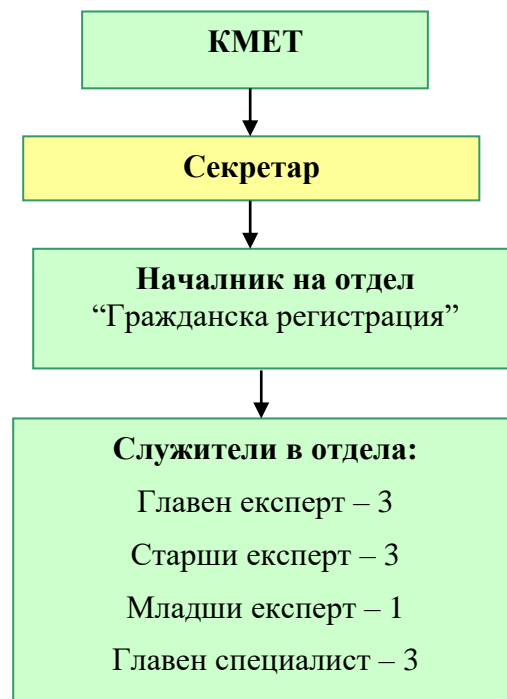 КМЕТ
Секретар
Началник на отдел
“Гражданска регистрация”
Служители в отдела:
Главен експерт – 3
Старши експерт – 3
Младши експерт – 1
Главен специалист – 3